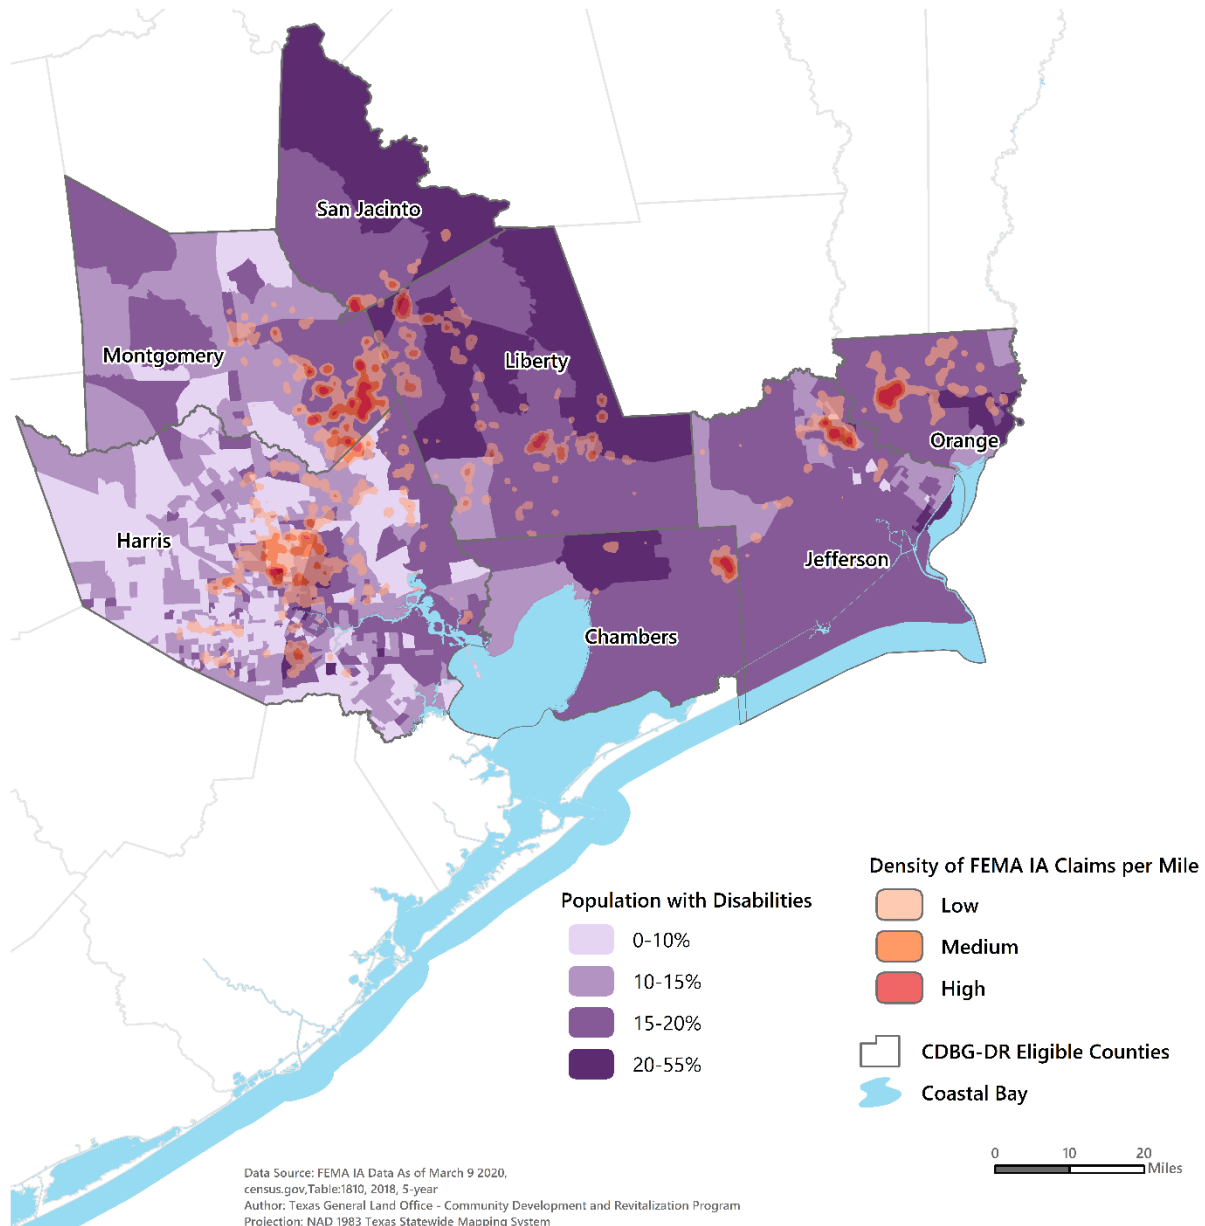 San Jacinto
Montgomery
Liberty
Orange
Harris
Jefferson
Chambers
Density of FEMA IA Claims per Mile
Low
Medium
High
Population with Disabilities
0-10%
10-15%
15-20%
20-55%
CDBG-DR Eligible Counties
Coastal Bay
0 10 20
Miles
Data Source: FEMA IA Data As of March 9 2020,
census.gov,Table:1810, 2018, 5-year
Author: Texas General Land Office - Community Development and Revitalization Program
Projection: NAD 1983 Texas Statewide Mapping System